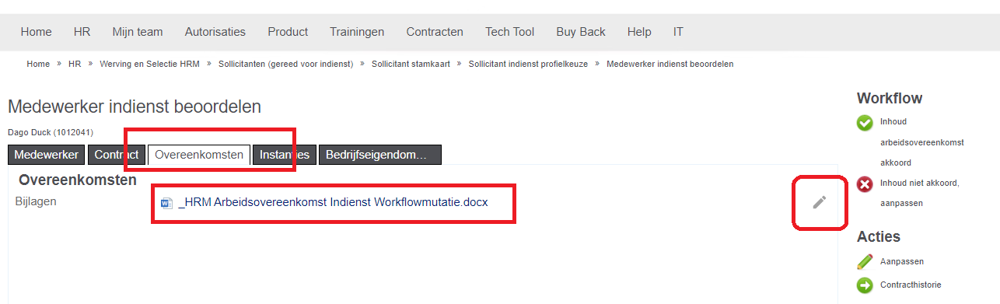 Home HR Mijn team Autorisaties Product Trainingen Contracten Tech Tool Buy Back Help IT
Home » HR » Werving en Selectie HRM » Sollicitanten (gereed voor indienst) » Sollicitant stamkaart » Sollicitant indienst profielkeuze » Medewerker indienst beoordelen
Medewerker indienst beoordelen
Dago Duck (1012041)
Medewerker Contract Overeenkomsten Instanties Bedrijfseigendom...
Overeenkomsten
Bijlagen _HRM Arbeidsovereenkomst Indienst Workflowmutatie.docx
Workflow
Inhoud
arbeidsovereenkomst
akkoord
Inhoud niet akkoord,
aanpassen
Acties
Aanpassen
Contracthistorie